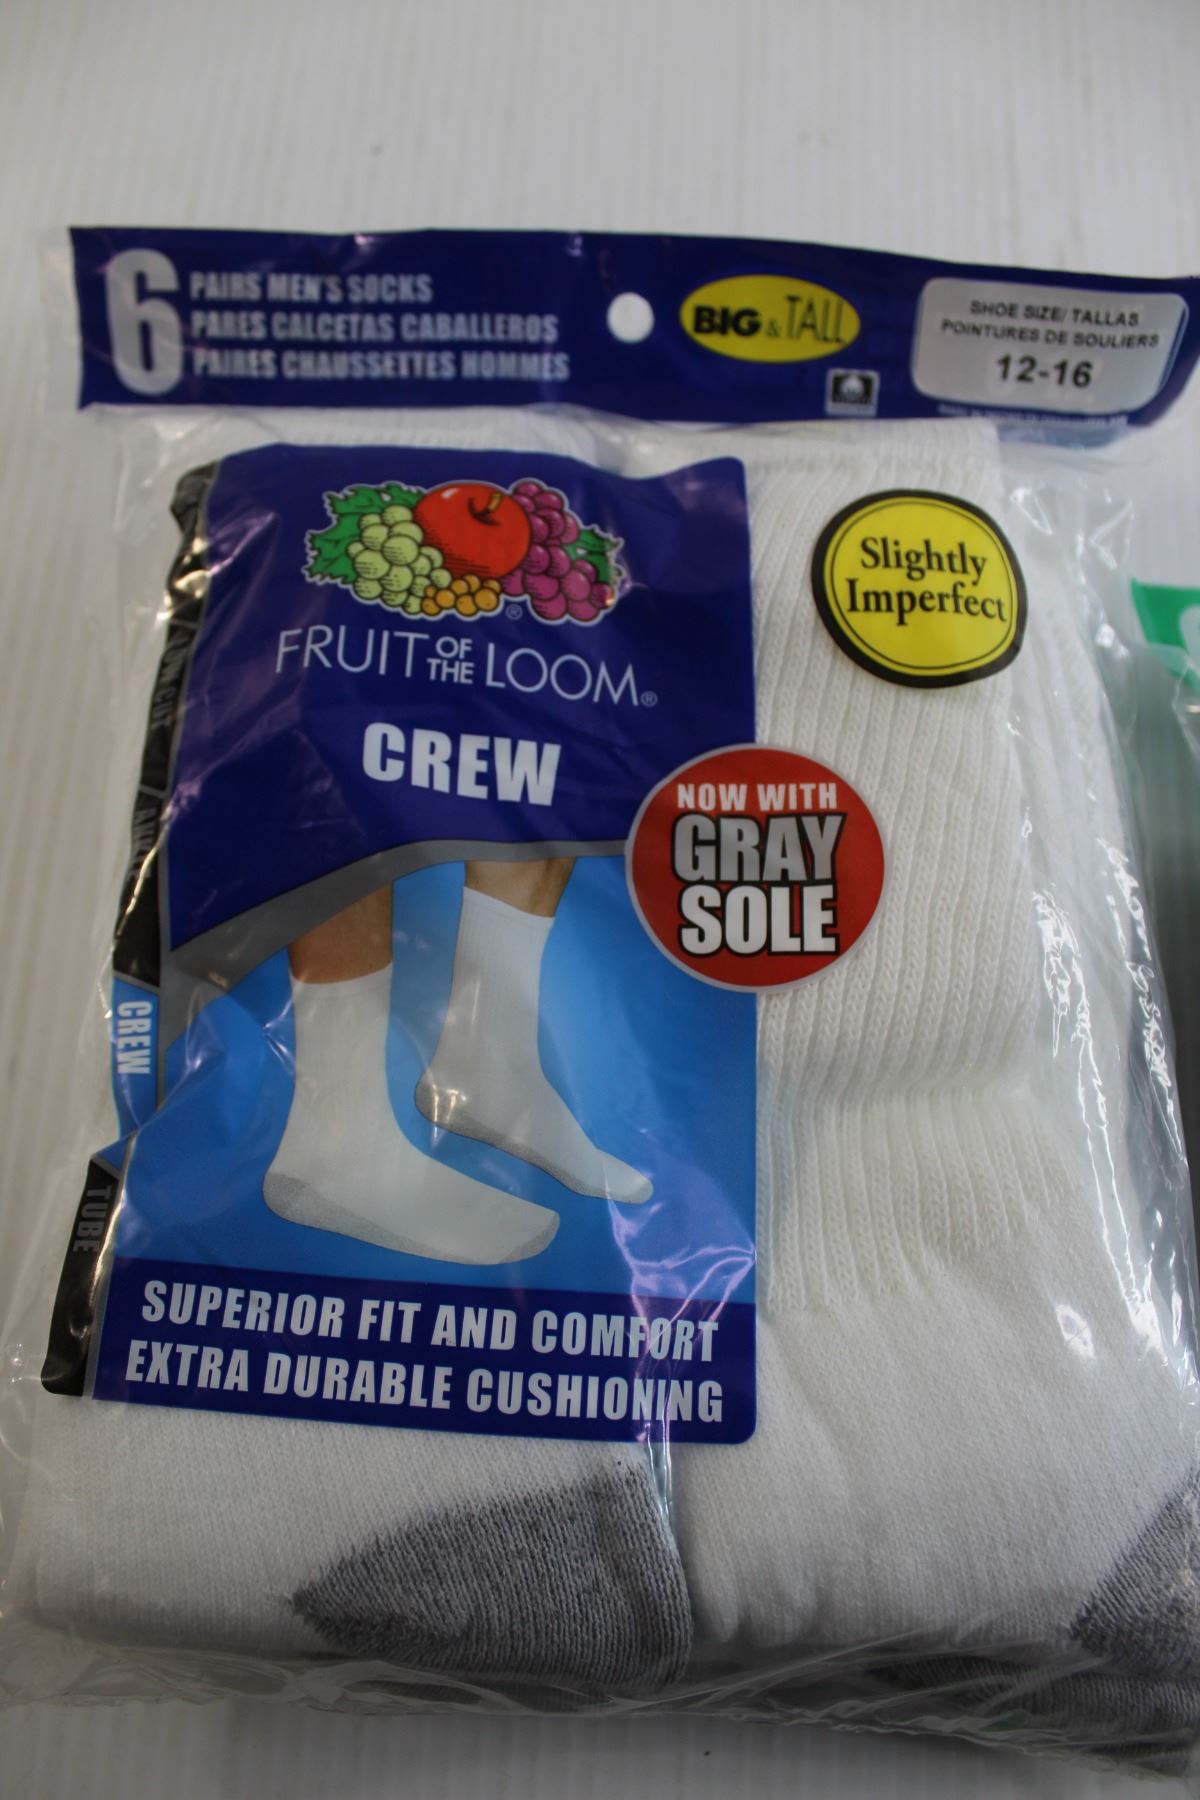 6
PAIRS MEN'S SOCKS
PARES CALCETAS CABALLEROS
PAIRES CHAUSSETTES HOMMES
BIG & TALL
SHOE SIZE/ TALLAS
POINTURES DE SOULIERS
12-16
FRUIT OF THE LOOM®
CREW
Slightly
Imperfect
NOW WITH
GRAY
SOLE
CREW
TUBE
SUPERIOR FIT AND COMFORT
EXTRA DURABLE CUSHIONING